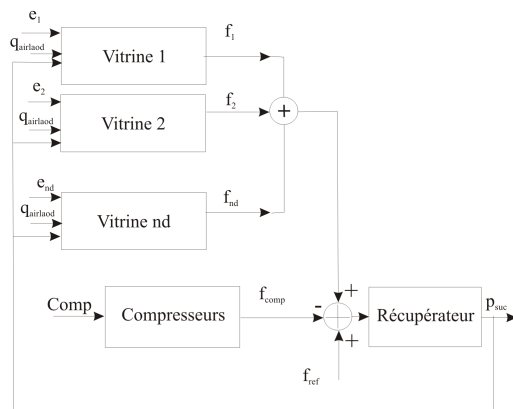 e1
qairlaod
Vitrine 1
f1
e2
qairlaod
Vitrine 2
f2
+
end
qairlaod
Vitrine nd
fnd
Comp
Compresseurs
fcomp
-
+
+
fref
Récupérateur
psuc